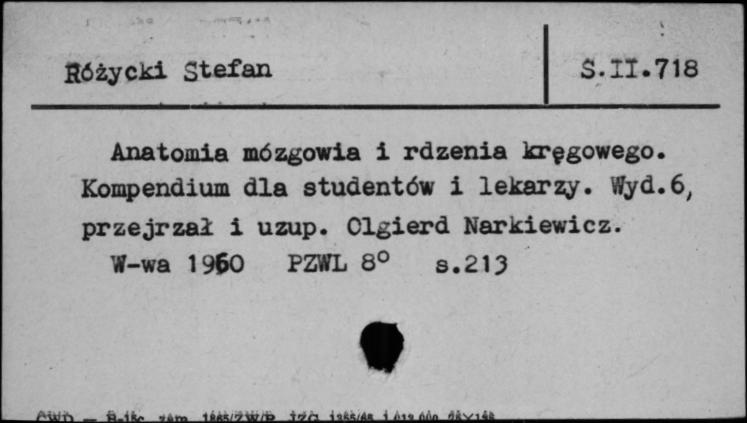 Różycki Stefan
S.II.718
Anatomia mózgowia i rdzenia kręgowego.
Kompendium dla studentów i lekarzy. Wyd.6,
przejrzał i uzup. Olgierd Narkiewicz.
W-wa 1960 PZWL 8° s.213
CWD —